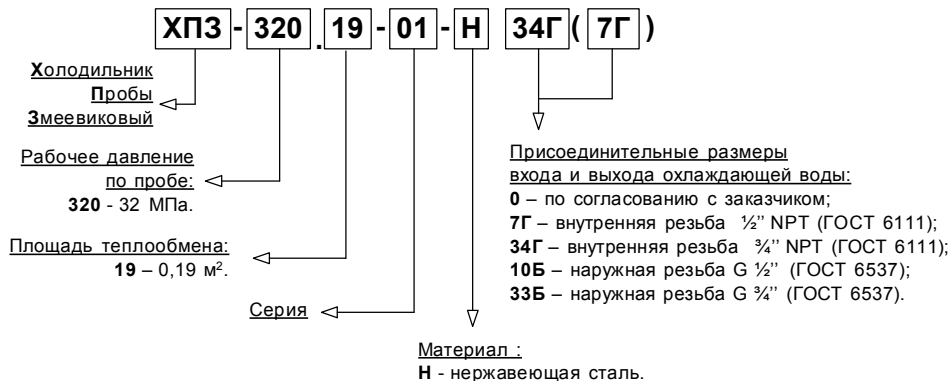 ХПЗ-320.19-01-Н 34Г(7Г)
Холодильник
Пробы
Змеевиковый
Рабочее давление
по пробе:
320 - 32 МПа.
Площадь теплообмена:
19 – 0,19 м².
Серия
Материал :
Н - нержавеющая сталь.
Присоединительные размеры
входа и выхода охлаждающей воды:
0 – по согласованию с заказчиком;
7Г – внутренняя резьба ½’’ NPT (ГОСТ 6111);
34Г – внутренняя резьба ¾’’ NPT (ГОСТ 6111);
10Б – наружная резьба G ½’’ (ГОСТ 6537);
33Б – наружная резьба G ¾’’ (ГОСТ 6537).